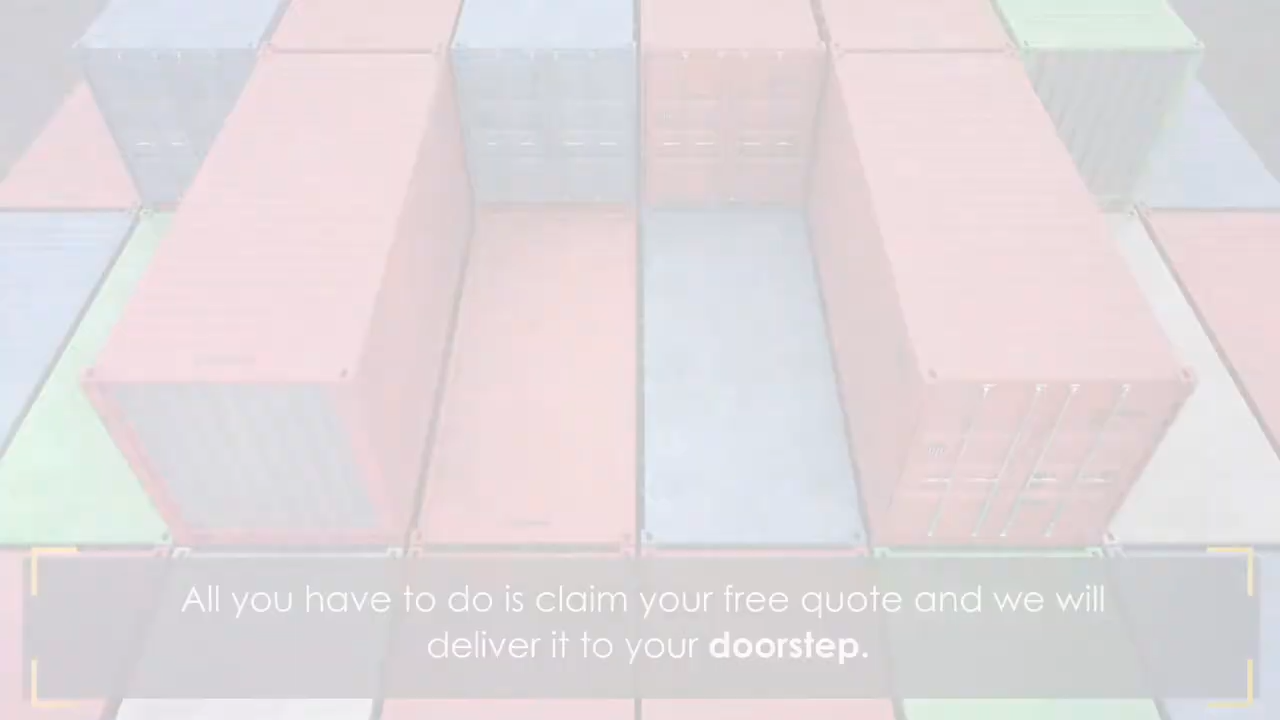 All you have to do is claim your free quote and we will
deliver it to your doorstep.